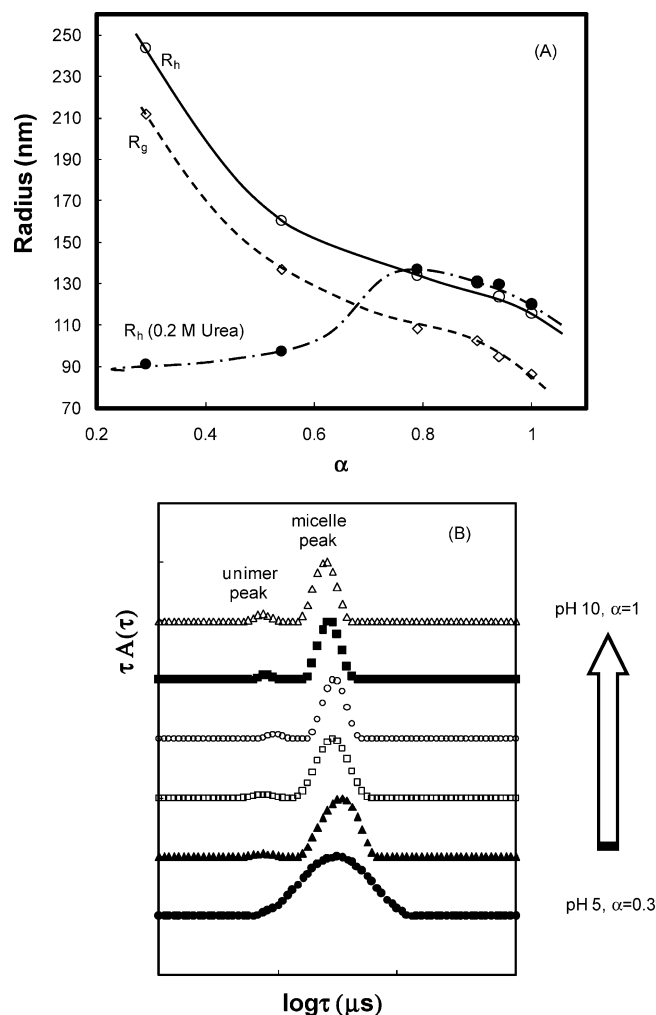 250
(A)
Rh
230
210
190
Rg
170
Radius (nm)
150
130
110
Rh (0.2 M Urea)
90
70
0.2
0.4
0.6
0.8
1
α
micelle
peak
(B)
unimer
peak
pH 10, α=1
τ A(τ)
pH 5, α=0.3
logτ (μs)